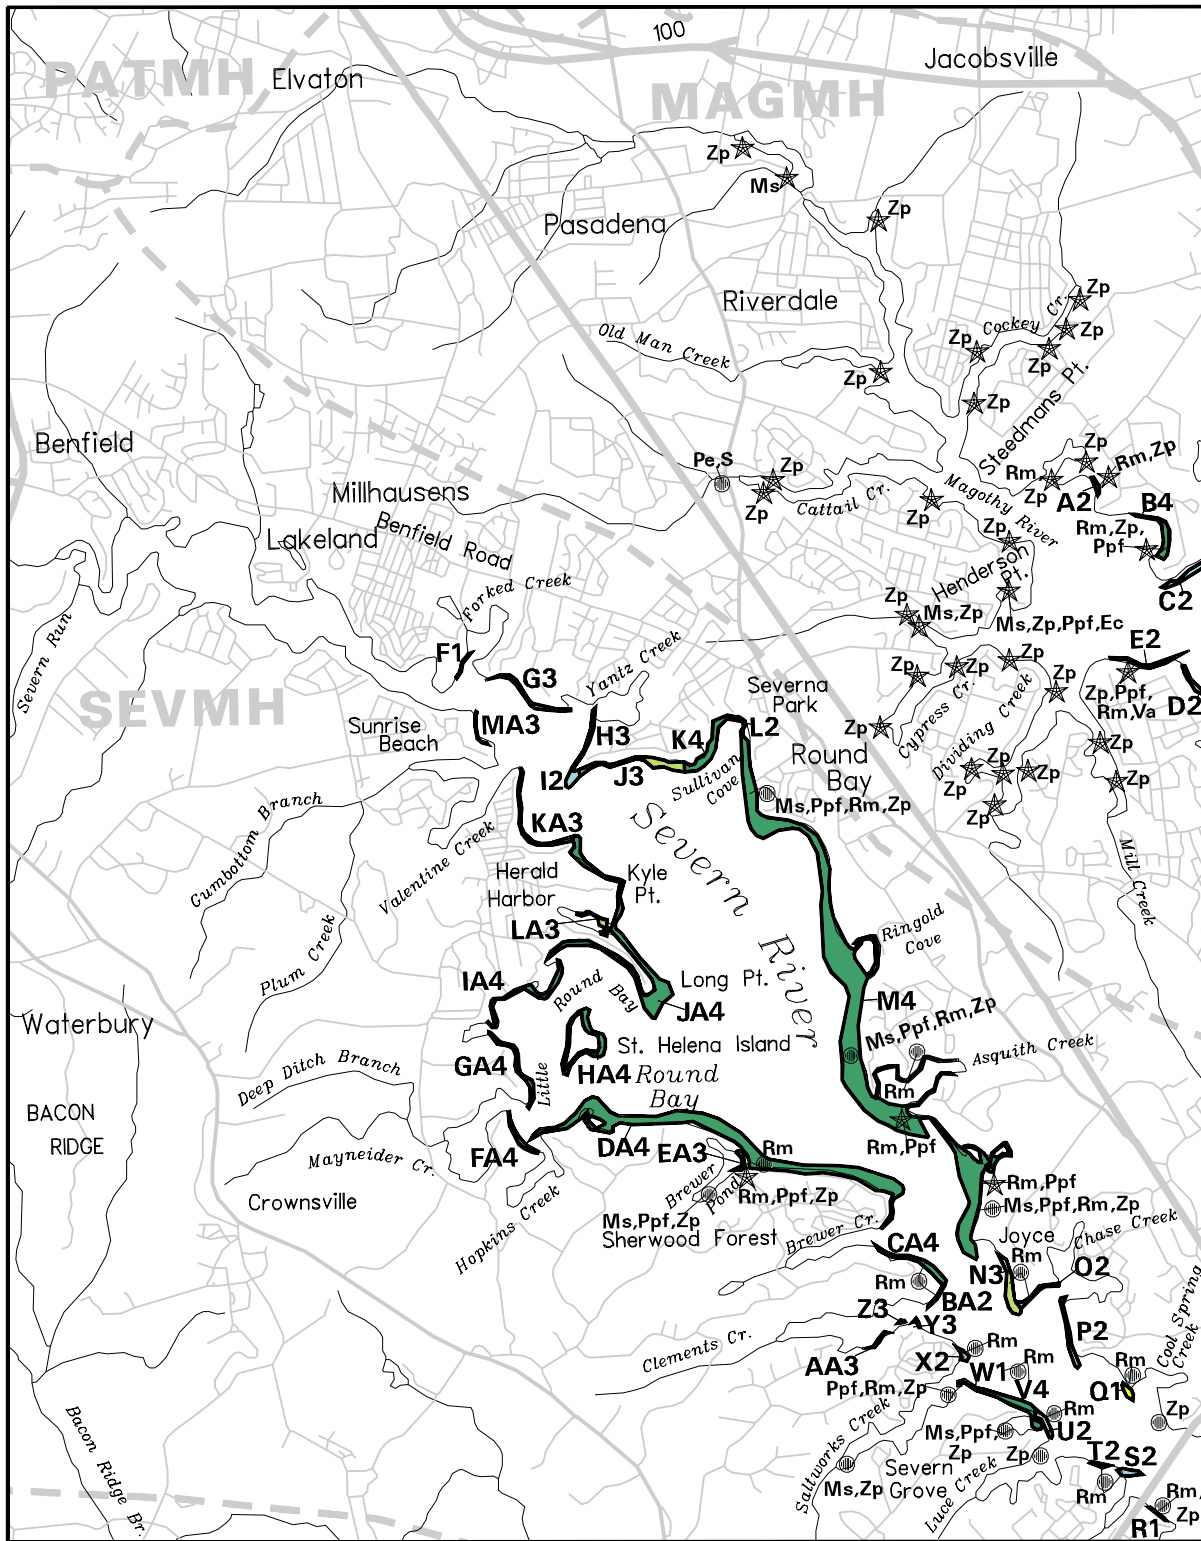 100
Jacobsville
PATMH
Elvaton
MAGMH
Zp
Ms
Zp
Pasadena
Riverdale
Zp
Cockey Cr.
Zp
Zp
Zp
Old Man Creek
Zp
Zp
Steedmans Pt.
Benfield
Zp
Rm,Zp
Pe,S
Zp
Rm
Millhausens
Zp
Cattail Cr.
Zp
Magothy River
Zp
A2
B4
Benfield Road
Lakeland
Zp
Rm,Zp,
Ppf
Henderson
Pt.
Forked Creek
C2
Zp
Ms,Zp
Ms,Zp,Ppf,Ec
Severn Run
F1
E2
G3
Yantz Creek
Zp
Zp
Zp
Zp
Severna
Park
Zp,Ppf,
Rm,Va
D2
SEVMH
MA3
Sunrise
Beach
H3
K4
L2
Zp
Cypress Cr.
Dividing Creek
Round
Bay
I2
J3
Sullivan
Cove
Zp
Zp
Zp
Ms,Ppf,Rm,Zp
Zp
Gumbottom Branch
KA3
Severn
River
Valentine Creek
Mill Creek
Herald
Harbor
Kyle
Pt.
Plum Creek
LA3
Ringold
Cove
IA4
Round
Bay
Long Pt.
JA4
M4
Waterbury
Ms,Ppf,Rm,Zp
St. Helena Island
Asquith Creek
GA4
Deep Ditch Branch
Little
HA4
Round
Bay
Rm
BACON
RIDGE
DA4
Rm,Ppf
FA4
EA3
Rm
Mayneider Cr.
Brewer
Pond
Rm,Ppf,Zp
Rm,Ppf
Crownsville
Ms,Ppf,Rm,Zp
Ms,Ppf,Zp
Sherwood Forest
Hopkins Creek
Brewer Cr.
Joyce
Chase Creek
CA4
Rm
N3
O2
Rm
BA2
Z3
Y3
P2
Cool Spring
Creek
Clements Cr.
AA3
X2
Rm
W1
Rm
Rm
Ppf,Rm,Zp
V4
Q1
Rm
Zp
Bacon Ridge Br.
Saltworks Creek
Ms,Ppf,
Zp
U2
Zp
T2
S2
Severn
Grove
Ms,Zp
Luce Creek
Rm
Rm,
Zp
R1